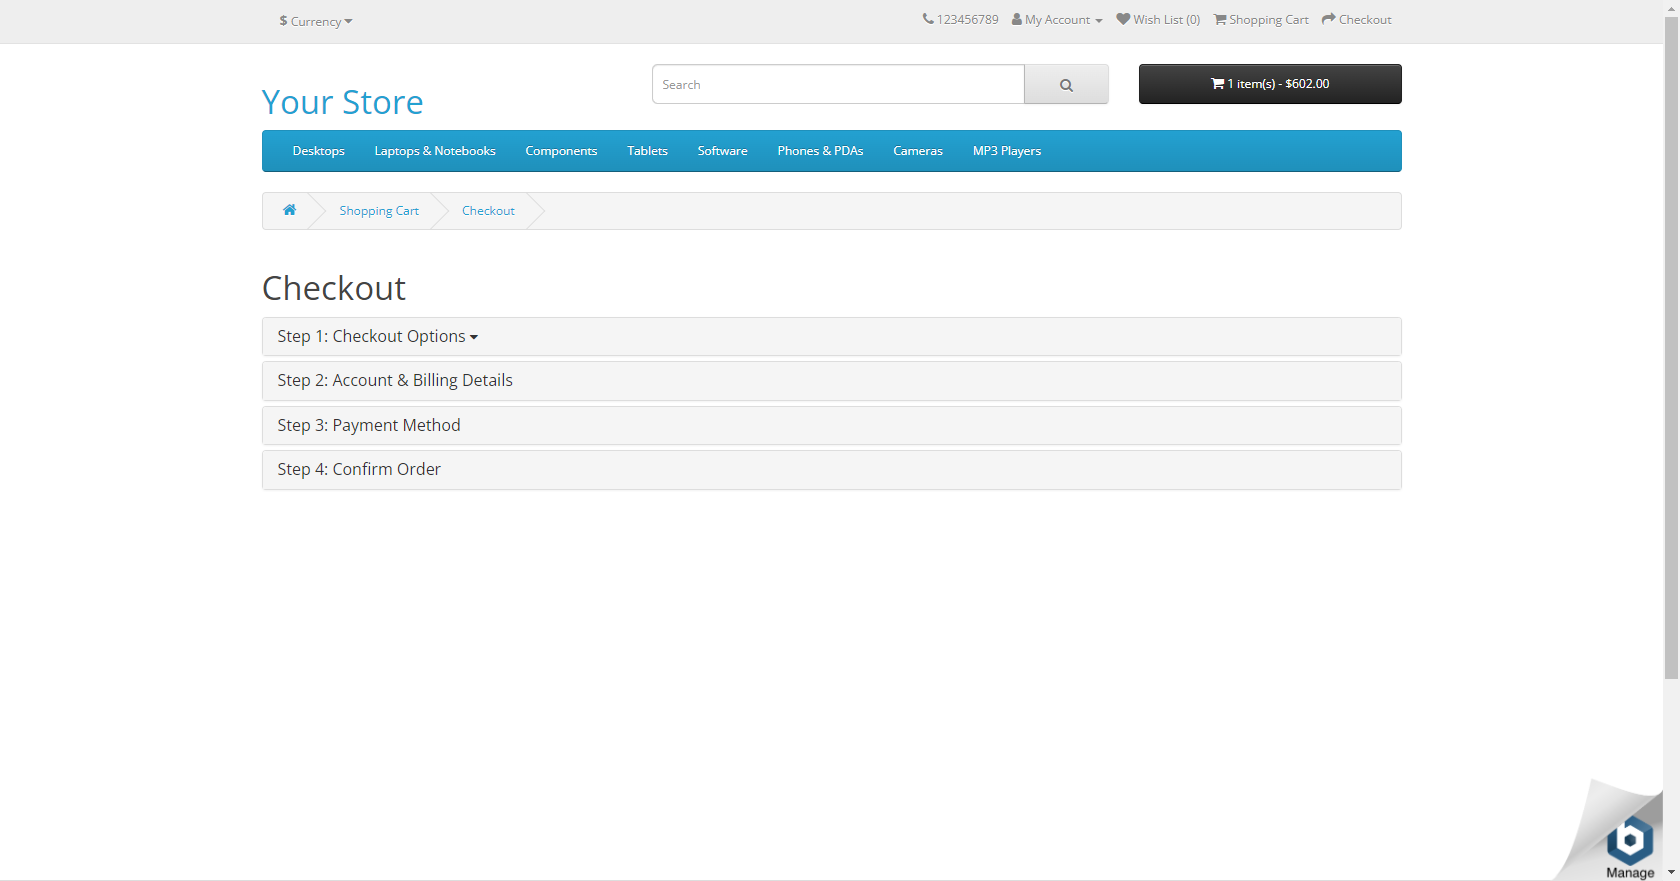 $ Currency
123456789 My Account Wish List (0) Shopping Cart Checkout
Your Store
Search
1 item(s) - $602.00
Desktops Laptops & Notebooks Components Tablets Software Phones & PDAs Cameras MP3 Players
Shopping Cart Checkout
Checkout
Step 1: Checkout Options
Step 2: Account & Billing Details
Step 3: Payment Method
Step 4: Confirm Order
Manage